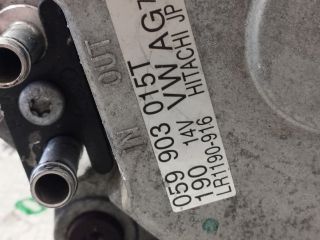 OUT
IN
059 903 015T
VW AG
190 14V HITACHI JP
LR1190-916